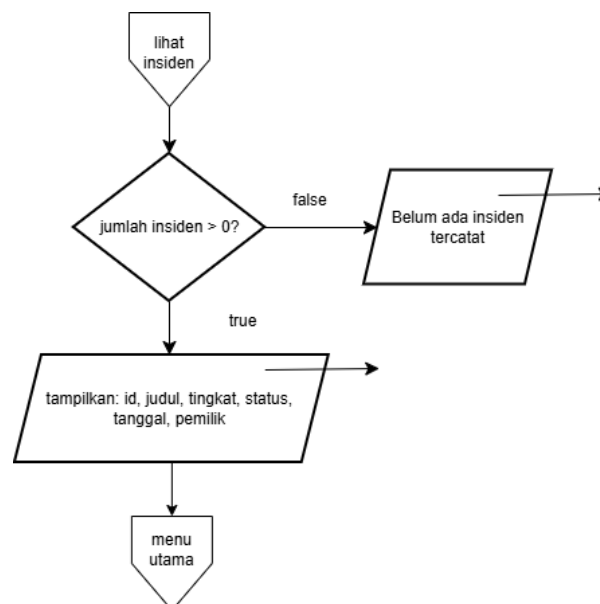 lihat
insiden
jumlah insiden > 0?
false
Belum ada insiden
tercatat
true
tampilkan: id, judul, tingkat, status,
tanggal, pemilik
menu
utama